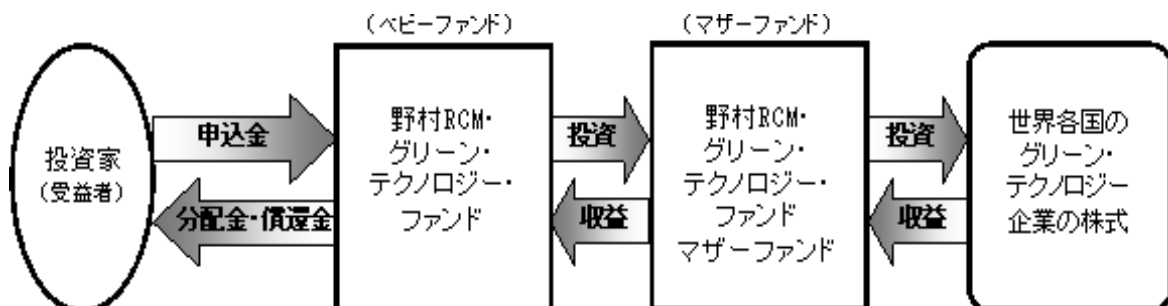 (ベビーファンド)
(マザーファンド)
投資家
(受益者)
申込金
分配金・償還金
野村RCM・
グリーン・
テクノロジー・
ファンド
投資
収益
野村RCM・
グリーン・
テクノロジー・
ファンド
マザーファンド
投資
収益
世界各国の
グリーン・
テクノロジー
企業の株式